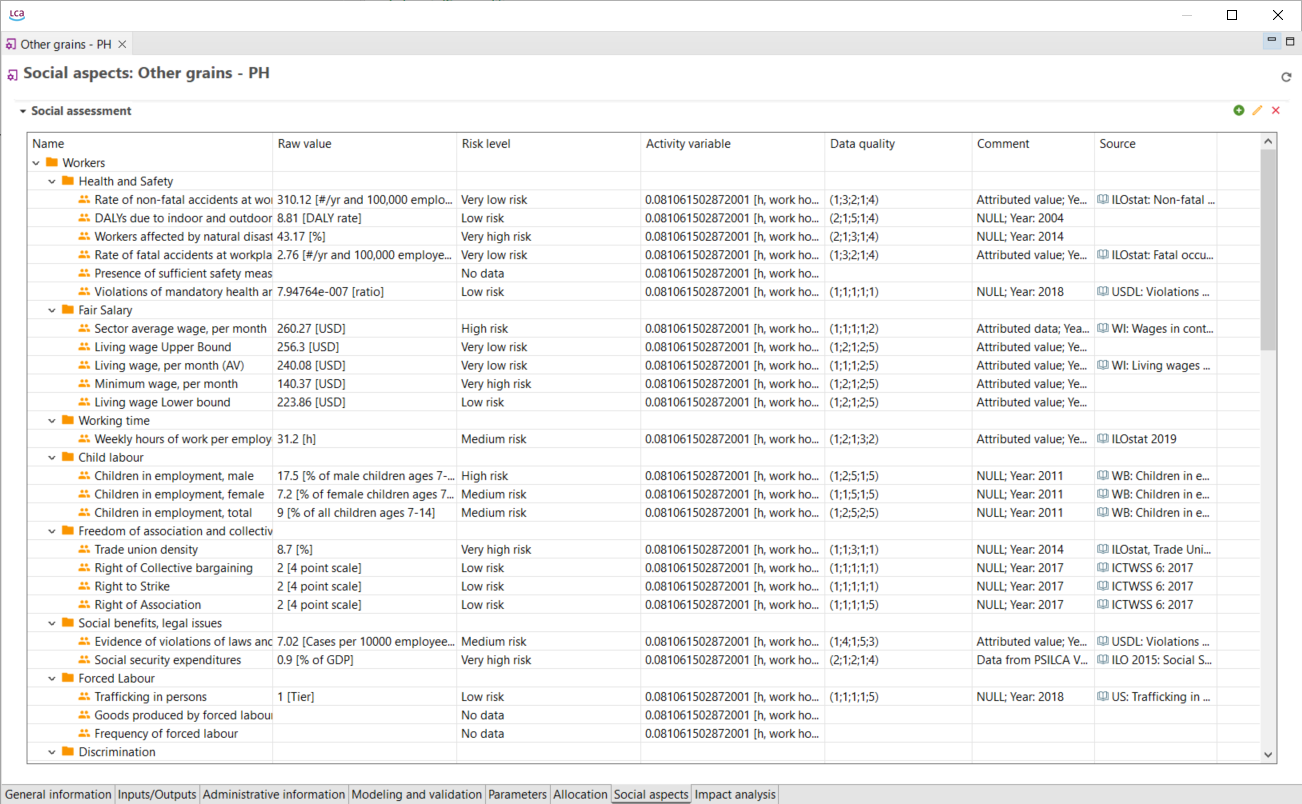 LCA
Other grains - PH
Social aspects: Other grains - PH
Social assessment
Name Raw value Risk level Activity variable Data quality Comment Source
Workers
Health and Safety
Rate of non-fatal accidents at wor 310.12 [#/yr and 100,000 emplo... Very low risk 0.081061502872001 [h, work ho... (1;3;2;1;4) Attributed value; Ye... ILOstat: Non-fatal ...
DALYs due to indoor and outdoor 8.81 [DALY rate] Low risk 0.081061502872001 [h, work ho... (2;1;5;1;4) NULL; Year: 2004
Workers affected by natural disast 43.17 [%] Very high risk 0.081061502872001 [h, work ho... (2;1;3;1;4) NULL; Year: 2014
Rate of fatal accidents at workpla 2.76 [#/yr and 100,000 employe... Very low risk 0.081061502872001 [h, work ho... (1;3;2;1;4) Attributed value; Ye... ILOstat: Fatal occu...
Presence of sufficient safety meas No data 0.081061502872001 [h, work ho...
Violations of mandatory health ar 7.94764e-007 [ratio] Low risk 0.081061502872001 [h, work ho... (1;1;1;1;1) NULL; Year: 2018 USDL: Violations ...
Fair Salary
Sector average wage, per month 260.27 [USD] High risk 0.081061502872001 [h, work ho... (1;1;1;1;2) Attributed data; Yea... WI: Wages in cont...
Living wage Upper Bound 256.3 [USD] Very low risk 0.081061502872001 [h, work ho... (1;2;1;2;5) Attributed value; Ye...
Living wage, per month (AV) 240.08 [USD] Very low risk 0.081061502872001 [h, work ho... (1;1;1;2;5) Attributed value; Ye... WI: Living wages ...
Minimum wage, per month 140.37 [USD] Very high risk 0.081061502872001 [h, work ho... (1;2;1;2;5) Attributed value; Ye...
Living wage Lower bound 223.86 [USD] Low risk 0.081061502872001 [h, work ho... (1;2;1;2;5) Attributed value; Ye...
Working time
Weekly hours of work per employ 31.2 [h] Medium risk 0.081061502872001 [h, work ho... (1;2;1;3;2) Attributed value; Ye... ILOstat 2019
Child labour
Children in employment, male 17.5 [% of male children ages 7-... High risk 0.081061502872001 [h, work ho... (1;2;5;1;5) NULL; Year: 2011 WB: Children in e...
Children in employment, female 7.2 [% of female children ages 7... Medium risk 0.081061502872001 [h, work ho... (1;1;5;1;5) NULL; Year: 2011 WB: Children in e...
Children in employment, total 9 [% of all children ages 7-14] Medium risk 0.081061502872001 [h, work ho... (1;2;5;2;5) NULL; Year: 2011 WB: Children in e...
Freedom of association and collectiv
Trade union density 8.7 [%] Very high risk 0.081061502872001 [h, work ho... (1;1;3;1;1) NULL; Year: 2014 ILOstat, Trade Uni...
Right of Collective bargaining 2 [4 point scale] Low risk 0.081061502872001 [h, work ho... (1;1;1;1;1) NULL; Year: 2017 ICTWSS 6: 2017
Right to Strike 2 [4 point scale] Low risk 0.081061502872001 [h, work ho... (1;1;1;1;1) NULL; Year: 2017 ICTWSS 6: 2017
Right of Association 2 [4 point scale] Low risk 0.081061502872001 [h, work ho... (1;1;1;1;5) NULL; Year: 2017 ICTWSS 6: 2017
Social benefits, legal issues
Evidence of violations of laws and 7.02 [Cases per 10000 employee... Medium risk 0.081061502872001 [h, work ho... (1;4;1;5;3) Attributed value; Ye... USDL: Violations ...
Social security expenditures 0.9 [% of GDP] Very high risk 0.081061502872001 [h, work ho... (2;1;2;1;4) Data from PSILCA V... ILO 2015: Social S...
Forced Labour
Trafficking in persons 1 [Tier] Low risk 0.081061502872001 [h, work ho... (1;1;1;1;5) NULL; Year: 2018 US: Trafficking in ...
Goods produced by forced labour No data 0.081061502872001 [h, work ho...
Frequency of forced labour No data 0.081061502872001 [h, work ho...
Discrimination
General information Inputs/Outputs Administrative information Modeling and validation Parameters Allocation Social aspects Impact analysis